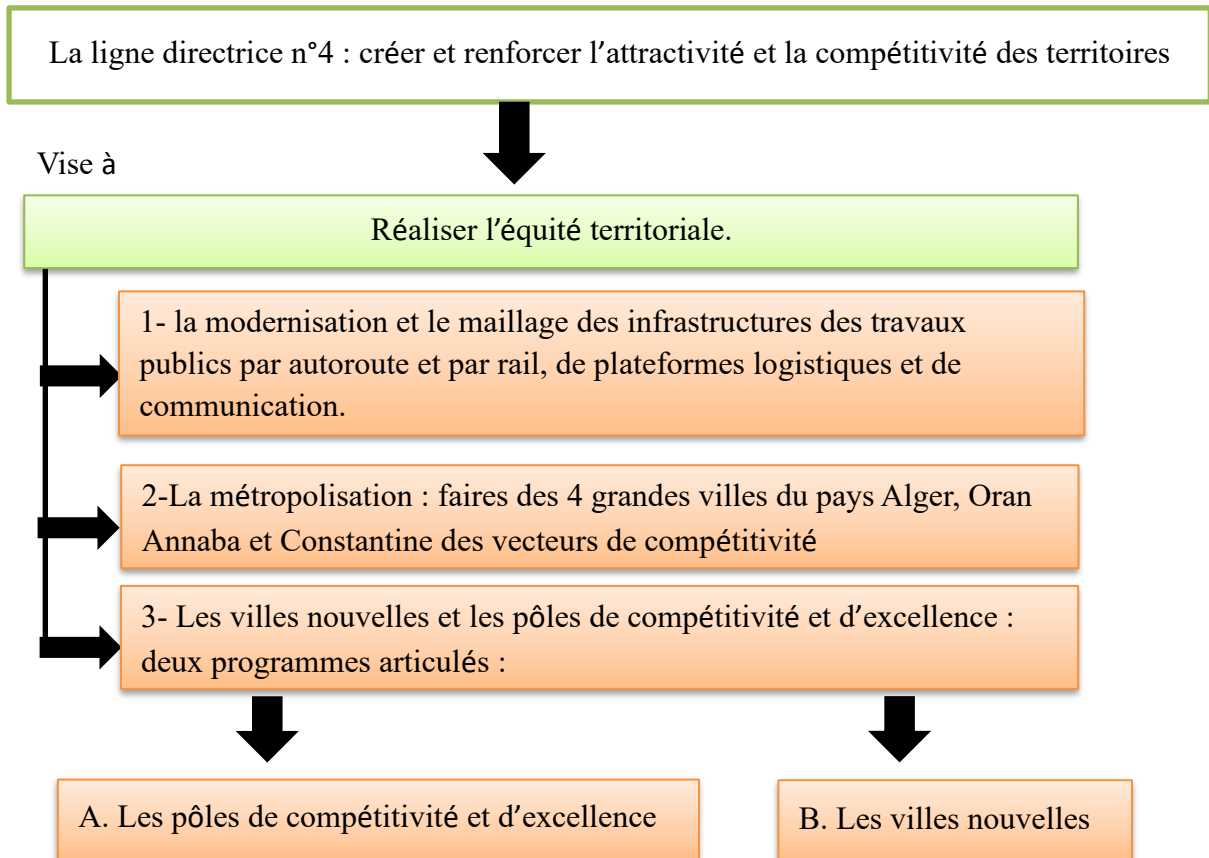 La ligne directrice n°4 : créer et renforcer l’attractivité et la compétitivité des territoires
Vise à
Réaliser l’équité territoriale.
1- la modernisation et le maillage des infrastructures des travaux
publics par autoroute et par rail, de plateformes logistiques et de
communication.
2-La métropolisation : faires des 4 grandes villes du pays Alger, Oran
Annaba et Constantine des vecteurs de compétitivité
3- Les villes nouvelles et les pôles de compétitivité et d’excellence :
deux programmes articulés :
A. Les pôles de compétitivité et d’excellence
B. Les villes nouvelles